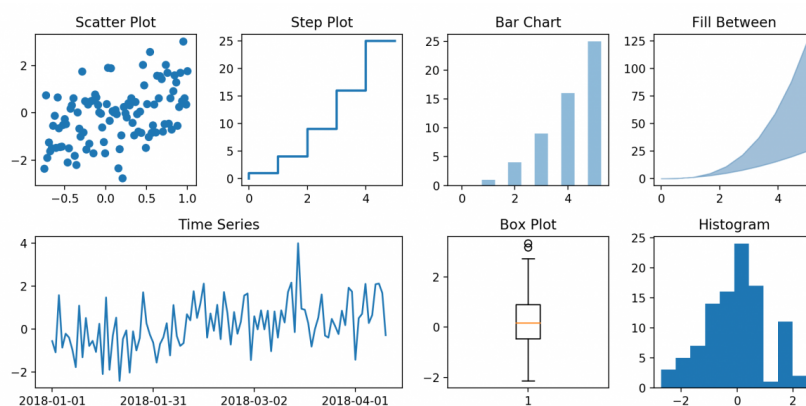 Scatter Plot
2
0
−2
−0.5 0.0 0.5 1.0
Step Plot
25
20
15
10
5
0
0 2 4
Bar Chart
25
20
15
10
5
0
0 2 4
Fill Between
125
100
75
50
25
0
0 2 4
Time Series
4
2
0
−2
2018-01-01 2018-01-31 2018-03-02 2018-04-01
Box Plot
2
0
−2
1
Histogram
25
20
15
10
5
0
−2 0 2